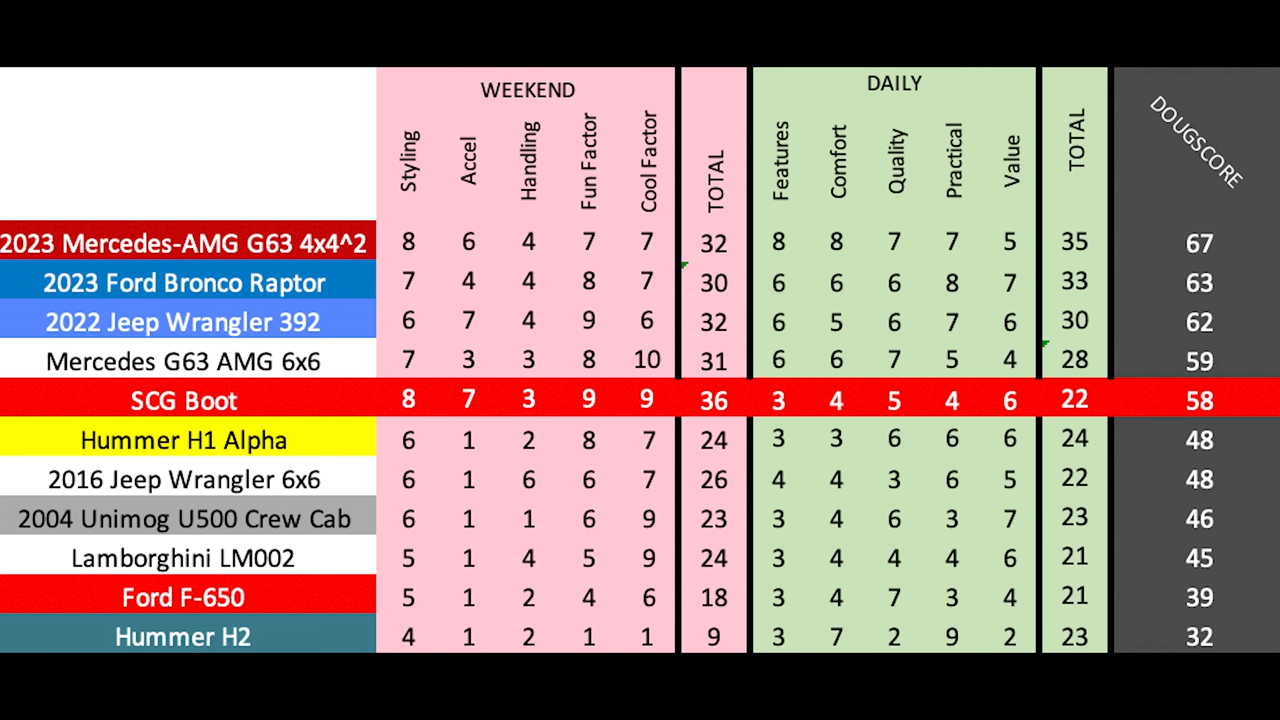 WEEKEND DAILY
Styling Accel Handling Fun Factor Cool Factor TOTAL Features Comfort Quality Practical Value TOTAL DOUGSCORE
2023 Mercedes-AMG G63 4x4^2 8 6 4 7 7 32 8 8 7 7 5 35 67
2023 Ford Bronco Raptor 7 4 4 8 7 30 6 6 6 8 7 33 63
2022 Jeep Wrangler 392 6 7 4 9 6 32 6 5 6 7 6 30 62
Mercedes G63 AMG 6x6 7 3 3 8 10 31 6 6 7 5 4 28 59
SCG Boot 8 7 3 9 9 36 3 4 5 4 6 22 58
Hummer H1 Alpha 6 1 2 8 7 24 3 3 6 6 6 24 48
2016 Jeep Wrangler 6x6 6 1 6 6 7 26 4 4 3 6 5 22 48
2004 Unimog U500 Crew Cab 6 1 1 6 9 23 3 4 6 3 7 23 46
Lamborghini LM002 5 1 4 5 9 24 3 4 4 4 6 21 45
Ford F-650 5 1 2 4 6 18 3 4 7 3 4 21 39
Hummer H2 4 1 2 1 1 9 3 7 2 9 2 23 32